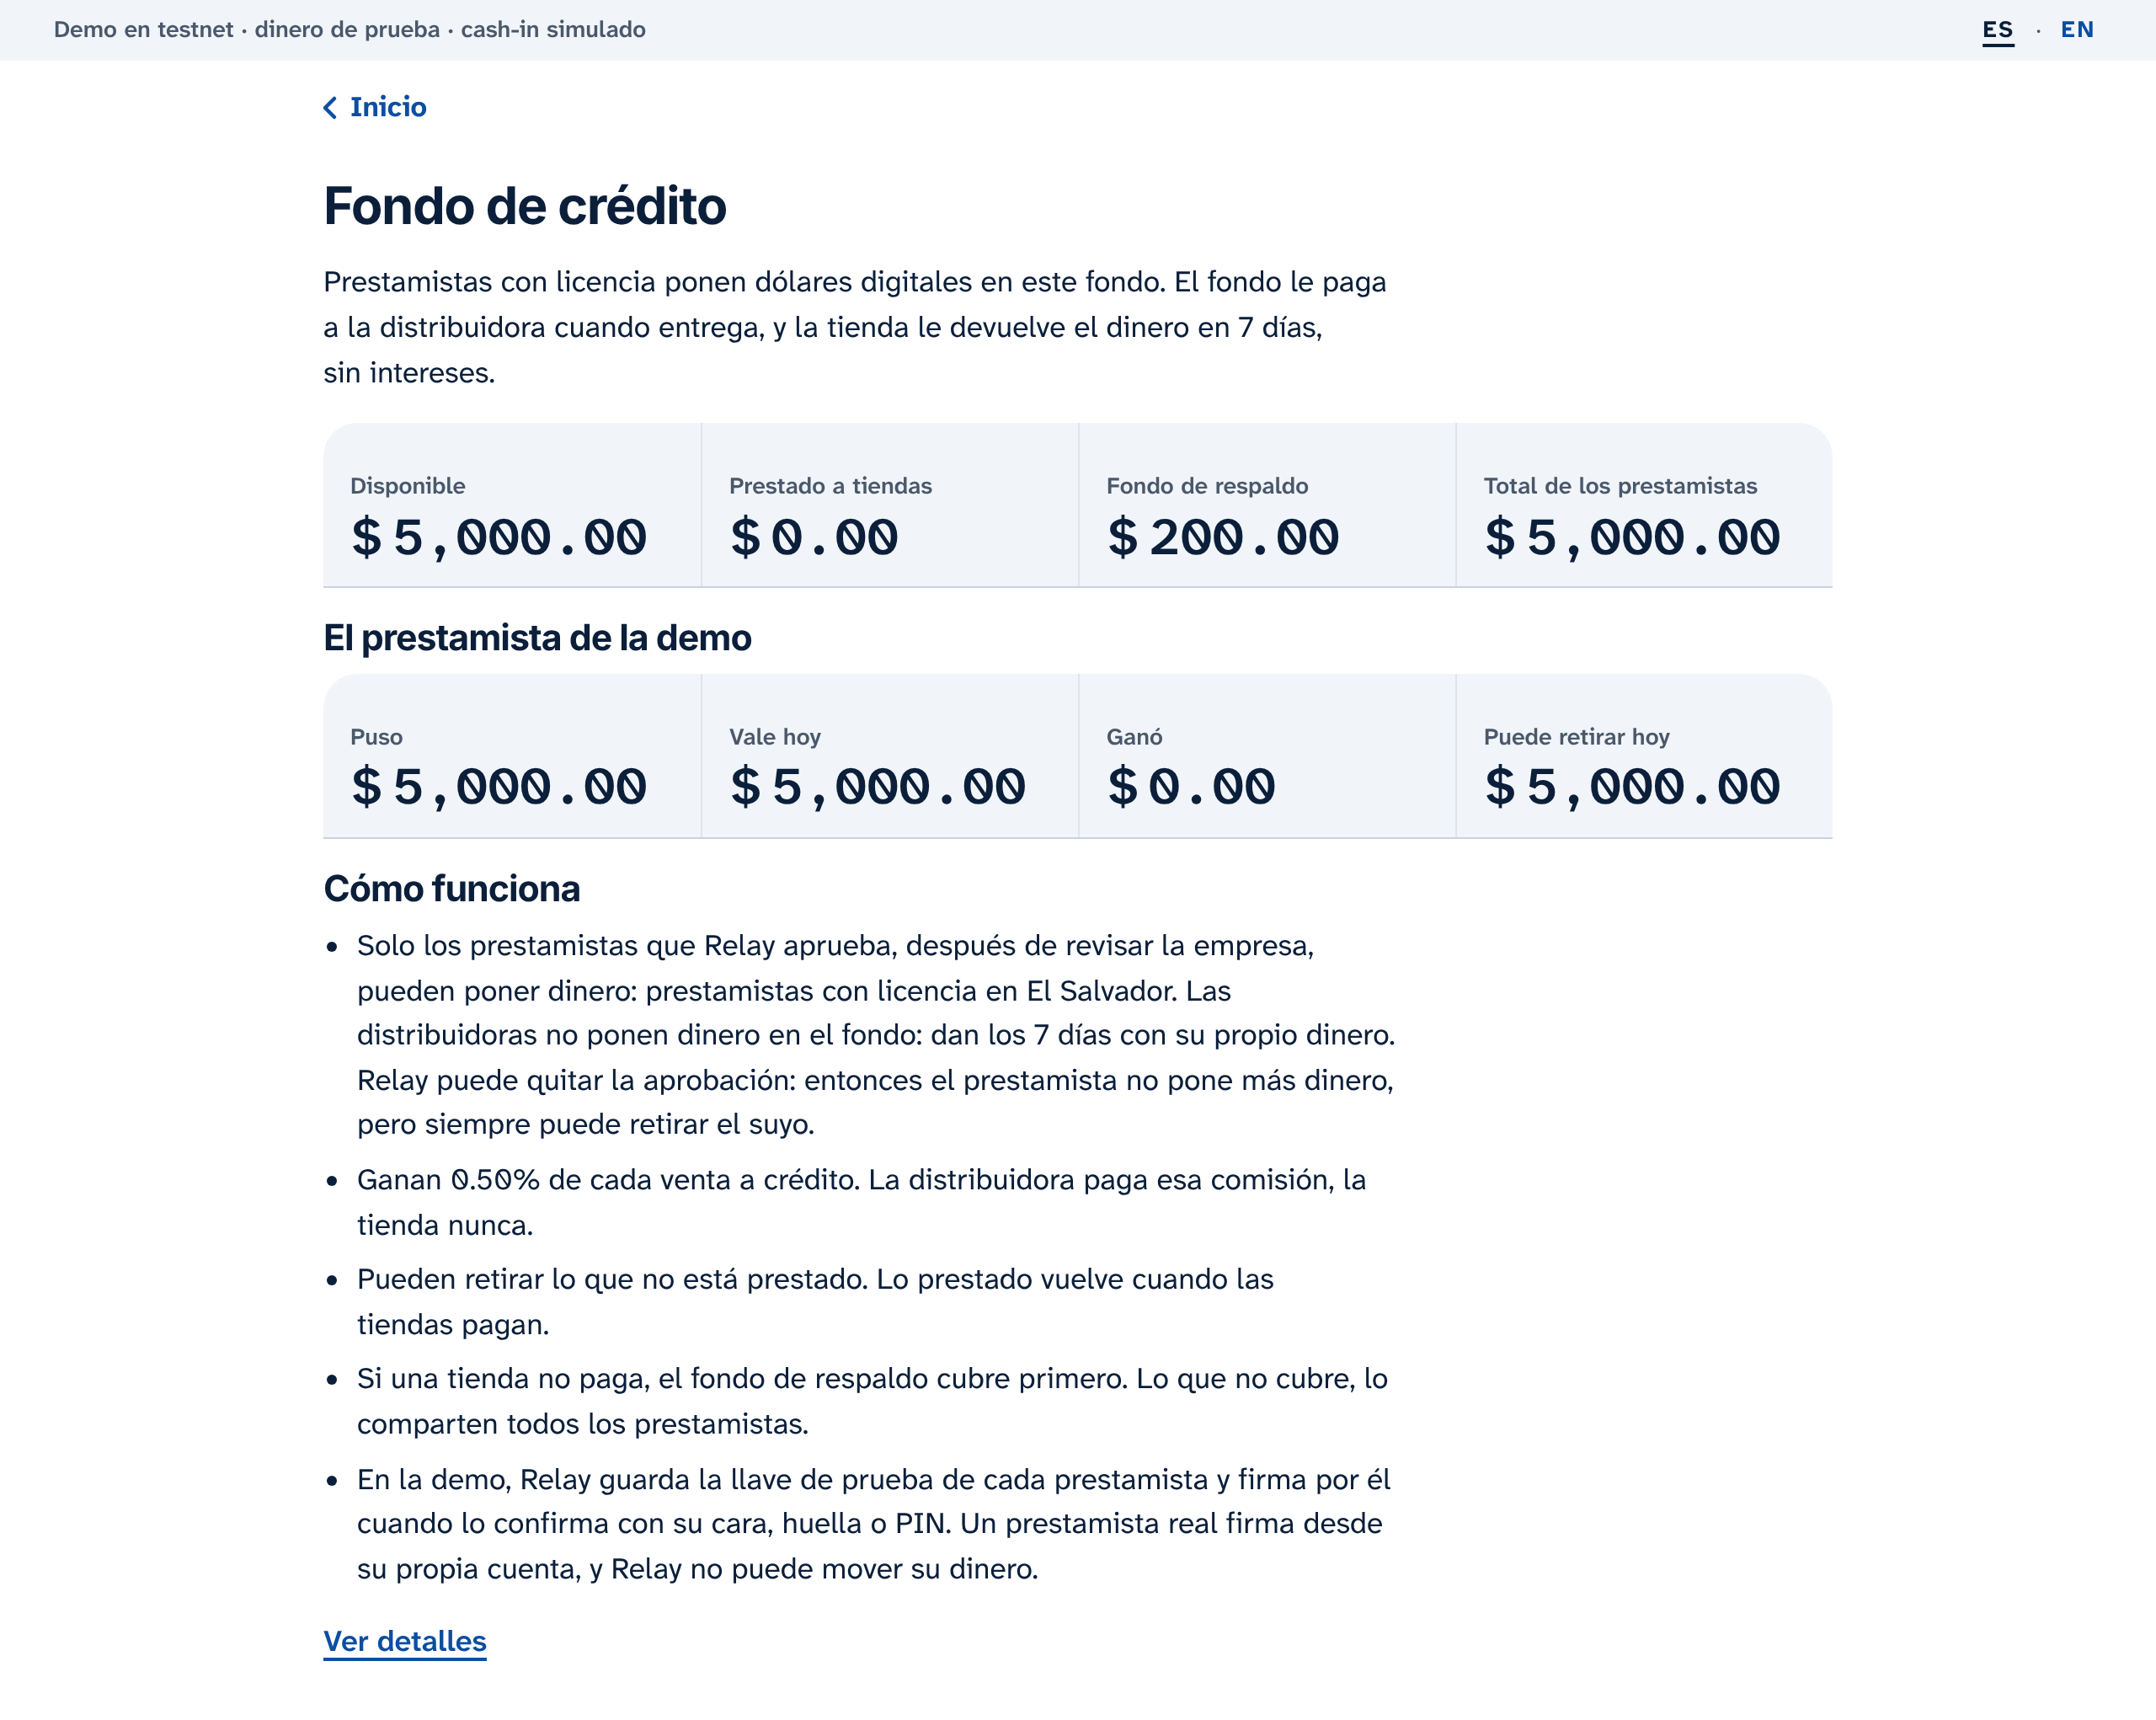 Demo en testnet · dinero de prueba · cash-in simulado
ES · EN
Inicio
Fondo de crédito
Prestamistas con licencia ponen dólares digitales en este fondo. El fondo le paga
a la distribuidora cuando entrega, y la tienda le devuelve el dinero en 7 días,
sin intereses.
Disponible
$5,000.00
Prestado a tiendas
$0.00
Fondo de respaldo
$200.00
Total de los prestamistas
$5,000.00
El prestamista de la demo
Puso
$5,000.00
Vale hoy
$5,000.00
Ganó
$0.00
Puede retirar hoy
$5,000.00
Cómo funciona
• Solo los prestamistas que Relay aprueba, después de revisar la empresa,
pueden poner dinero: prestamistas con licencia en El Salvador. Las
distribuidoras no ponen dinero en el fondo: dan los 7 días con su propio dinero.
Relay puede quitar la aprobación: entonces el prestamista no pone más dinero,
pero siempre puede retirar el suyo.
• Ganan 0.50% de cada venta a crédito. La distribuidora paga esa comisión, la
tienda nunca.
• Pueden retirar lo que no está prestado. Lo prestado vuelve cuando las
tiendas pagan.
• Si una tienda no paga, el fondo de respaldo cubre primero. Lo que no cubre, lo
comparten todos los prestamistas.
• En la demo, Relay guarda la llave de prueba de cada prestamista y firma por él
cuando lo confirma con su cara, huella o PIN. Un prestamista real firma desde
su propia cuenta, y Relay no puede mover su dinero.
Ver detalles